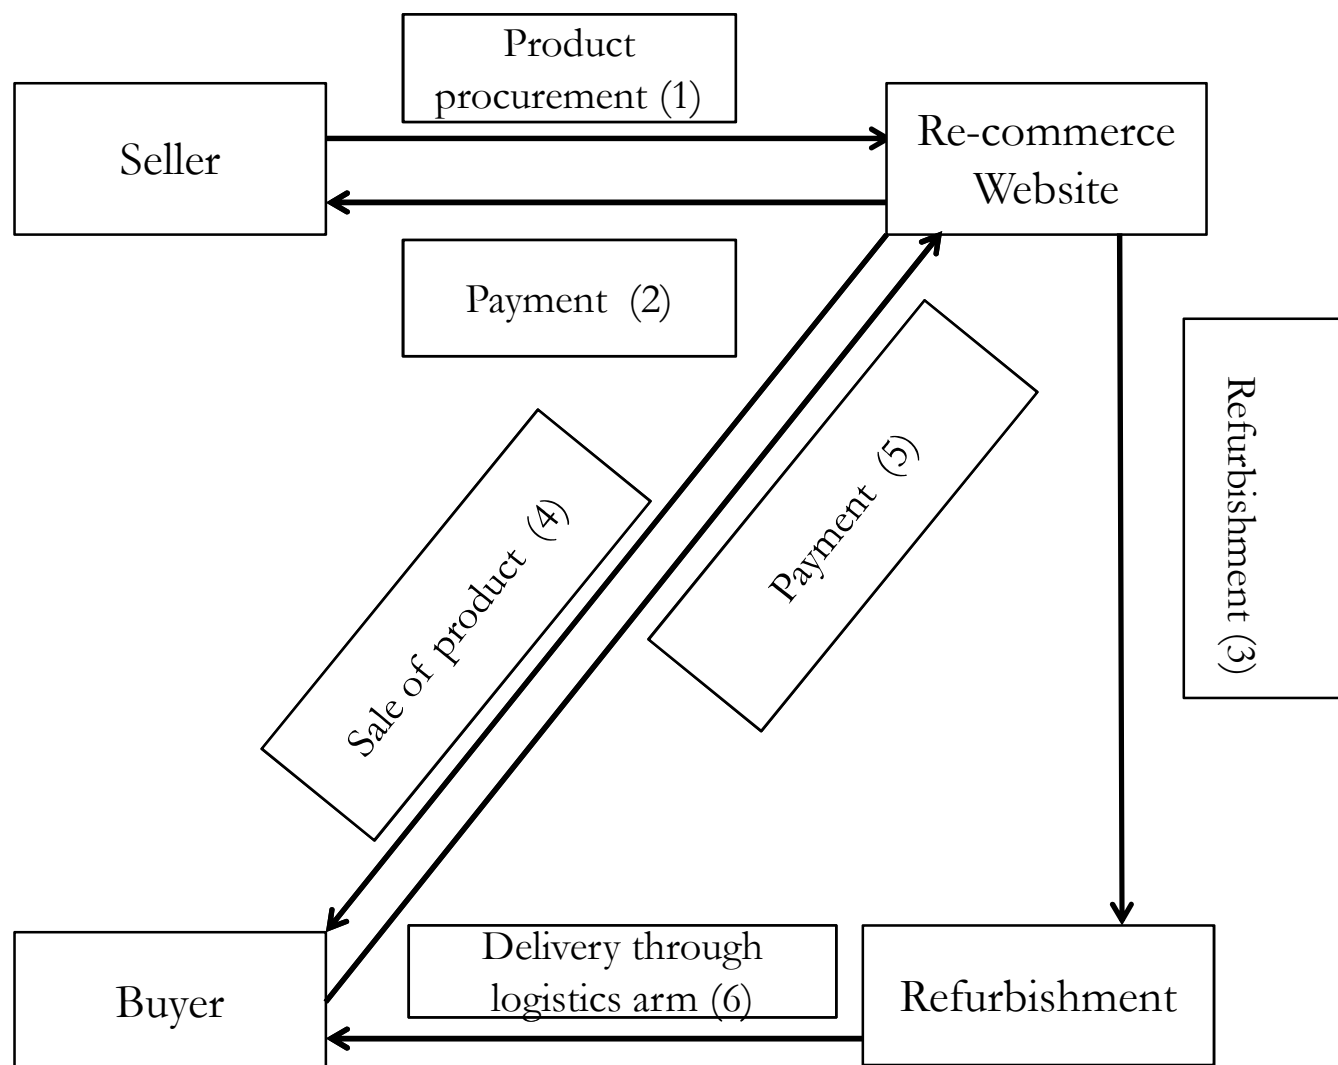 Product
procurement (1)
Seller
Re-commerce
Website
Payment (2)
Refurbishment (3)
Payment (5)
Sale of product (4)
Delivery through
logistics arm (6)
Buyer
Refurbishment